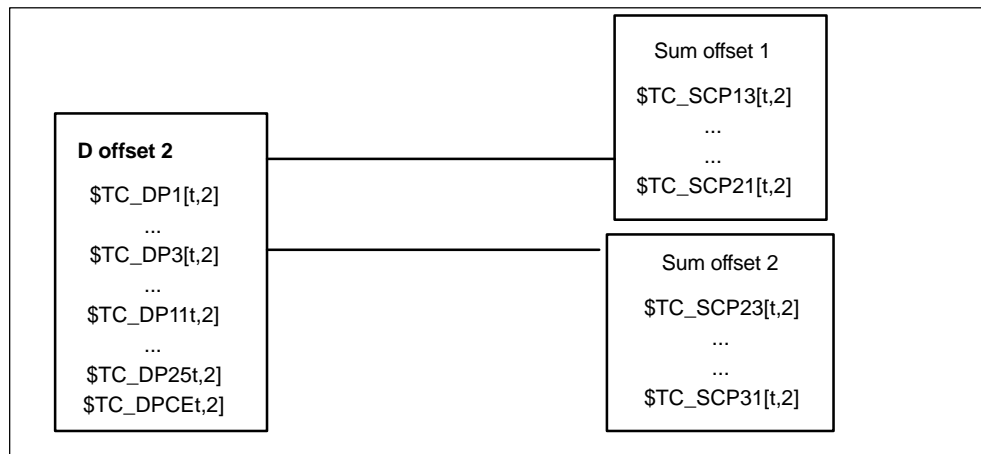 D offset 2
$TC_DP1[t,2]
...
$TC_DP3[t,2]
...
$TC_DP11t,2]
...
$TC_DP25t,2]
$TC_DPCEt,2]
Sum offset 1
$TC_SCP13[t,2]
...
...
$TC_SCP21[t,2]
Sum offset 2
$TC_SCP23[t,2]
...
...
$TC_SCP31[t,2]